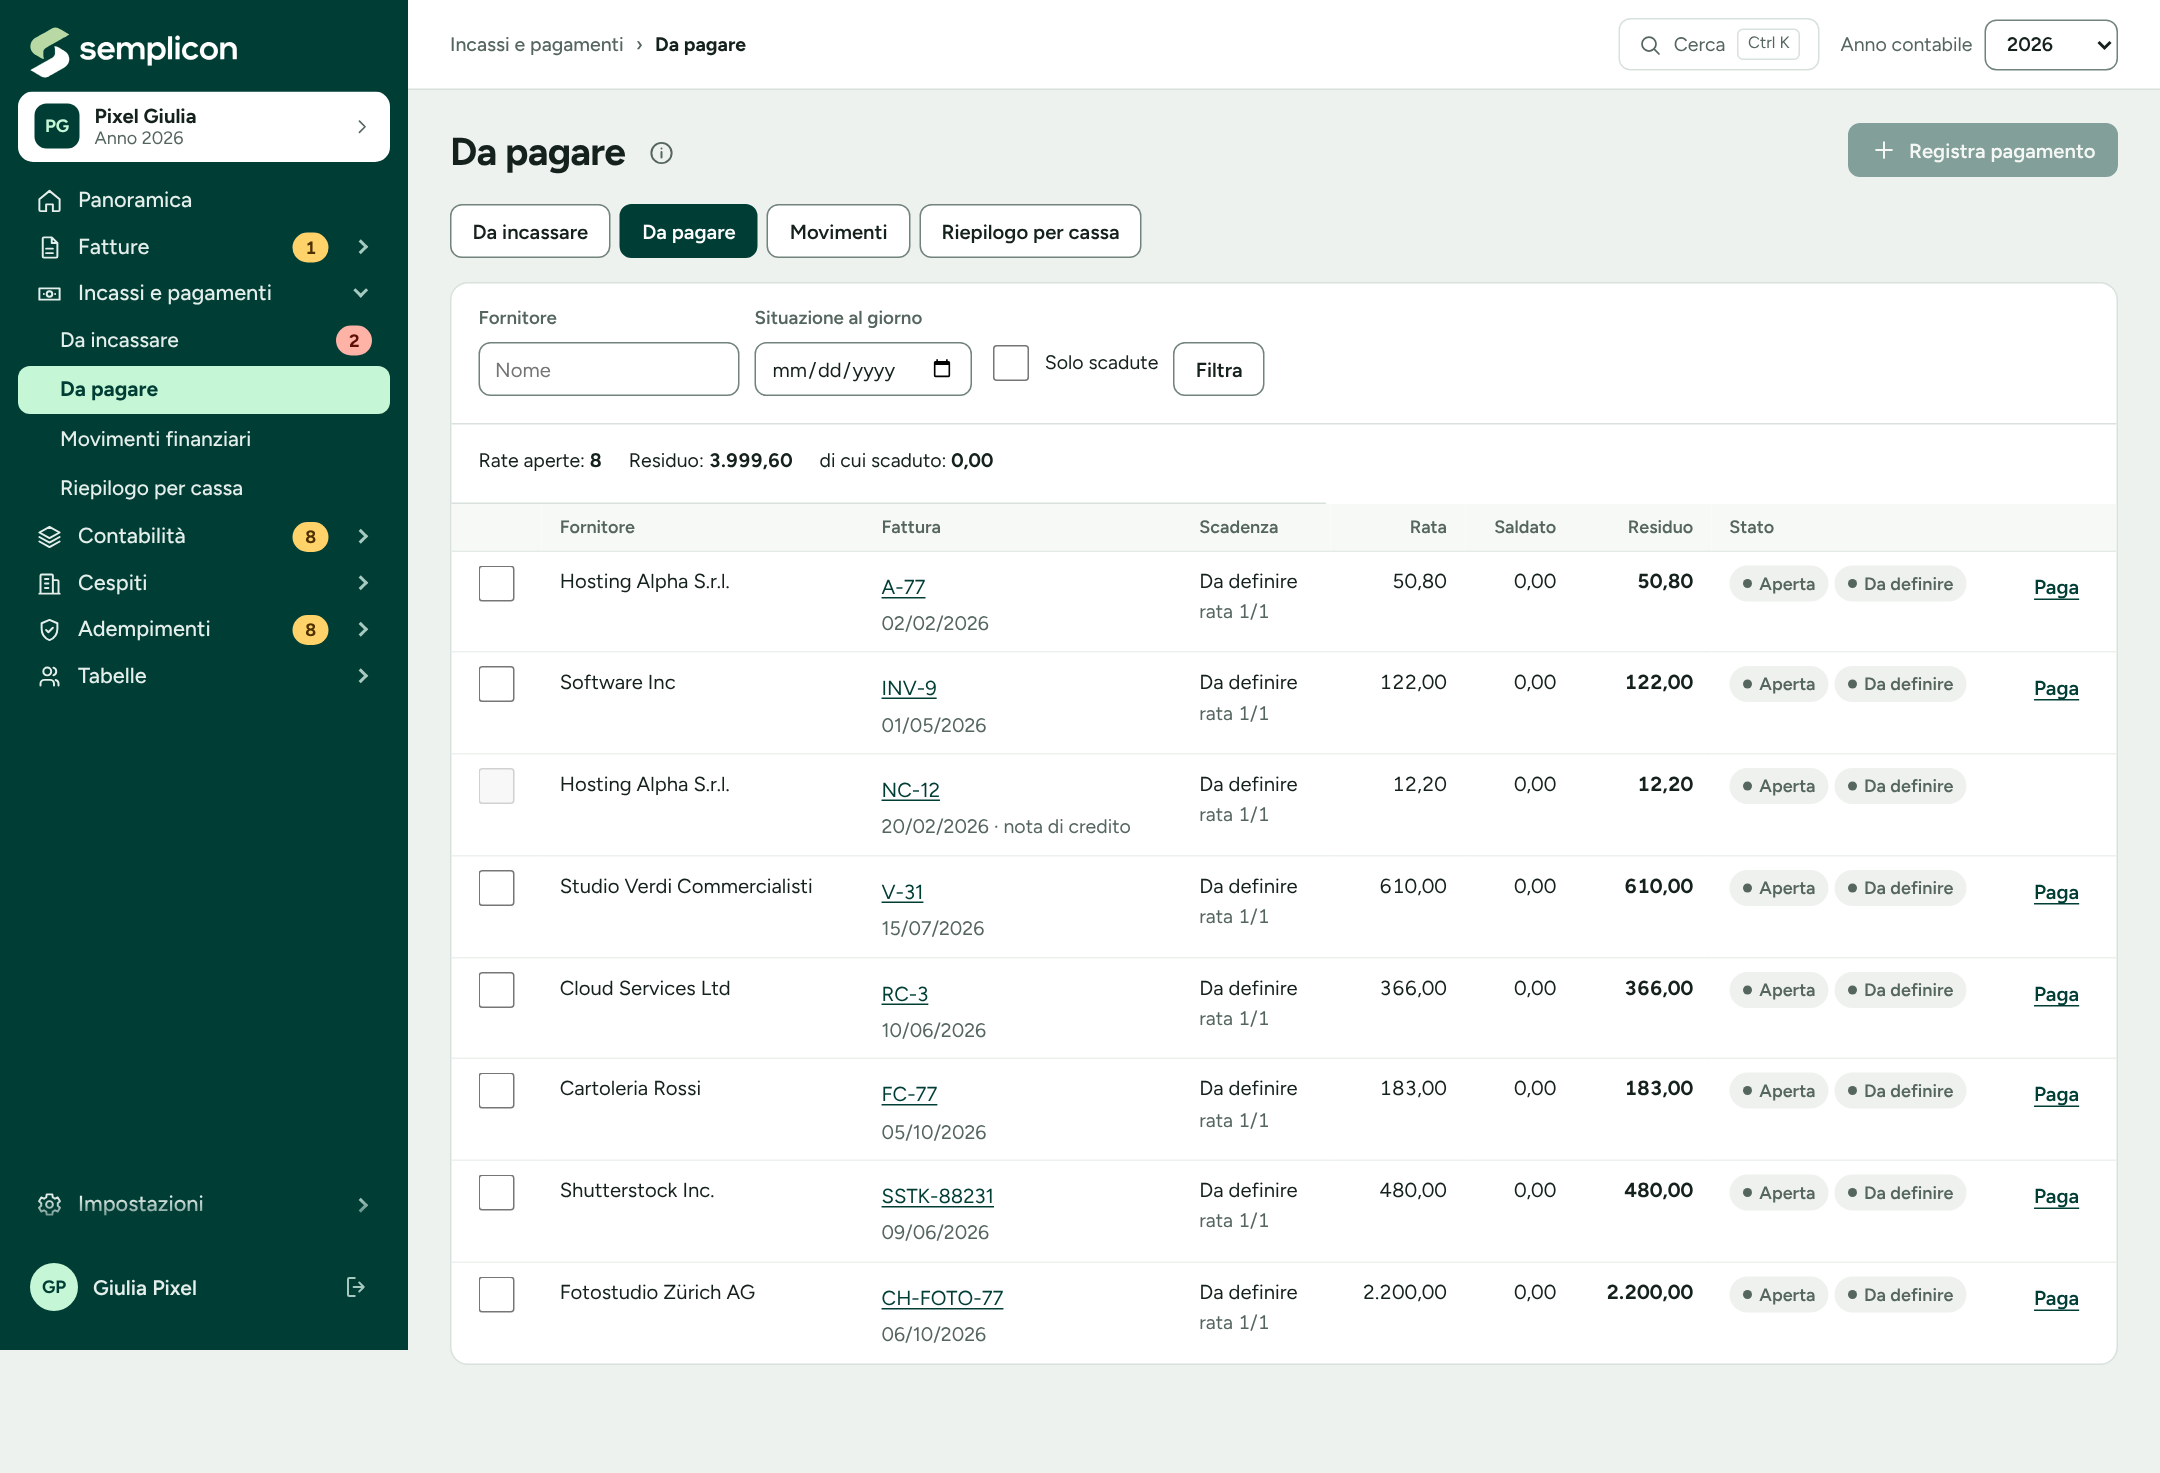 semplicon
PG
Pixel Giulia
Anno 2026
Panoramica
Fatture 1
Incassi e pagamenti
Da incassare 2
Da pagare
Movimenti finanziari
Riepilogo per cassa
Contabilità 8
Cespiti
Adempimenti 8
Tabelle
Impostazioni
GP Giulia Pixel
Incassi e pagamenti › Da pagare
Cerca Ctrl K
Anno contabile 2026
Da pagare
+ Registra pagamento
Da incassare Da pagare Movimenti Riepilogo per cassa
Fornitore Situazione al giorno
Nome mm/dd/yyyy Solo scadute Filtra
Rate aperte: 8 Residuo: 3.999,60 di cui scaduto: 0,00
Fornitore Fattura Scadenza Rata Saldato Residuo Stato
Hosting Alpha S.r.l. A-77 Da definire 50,80 0,00 50,80 Aperta Da definire Paga
02/02/2026 rata 1/1
Software Inc INV-9 Da definire 122,00 0,00 122,00 Aperta Da definire Paga
01/05/2026 rata 1/1
Hosting Alpha S.r.l. NC-12 Da definire 12,20 0,00 12,20 Aperta Da definire
20/02/2026 · nota di credito rata 1/1
Studio Verdi Commercialisti V-31 Da definire 610,00 0,00 610,00 Aperta Da definire Paga
15/07/2026 rata 1/1
Cloud Services Ltd RC-3 Da definire 366,00 0,00 366,00 Aperta Da definire Paga
10/06/2026 rata 1/1
Cartoleria Rossi FC-77 Da definire 183,00 0,00 183,00 Aperta Da definire Paga
05/10/2026 rata 1/1
Shutterstock Inc. SSTK-88231 Da definire 480,00 0,00 480,00 Aperta Da definire Paga
09/06/2026 rata 1/1
Fotostudio Zürich AG CH-FOTO-77 Da definire 2.200,00 0,00 2.200,00 Aperta Da definire Paga
06/10/2026 rata 1/1